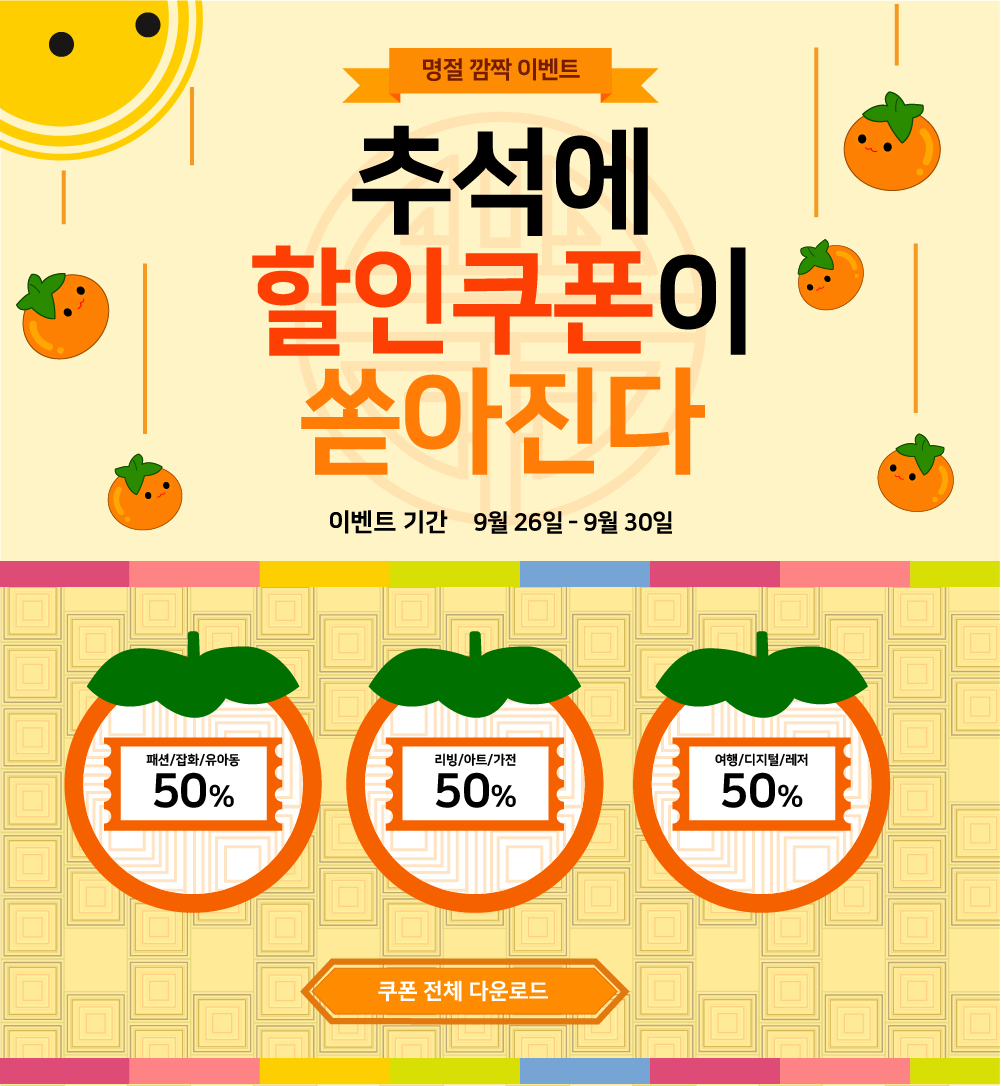 명절 깜짝 이벤트
추석에
할인쿠폰이
쏟아진다
이벤트 기간 9월 26일 - 9월 30일
패션/잡화/유아동
50%
리빙/아트/가전
50%
여행/디지털/레저
50%
쿠폰 전체 다운로드